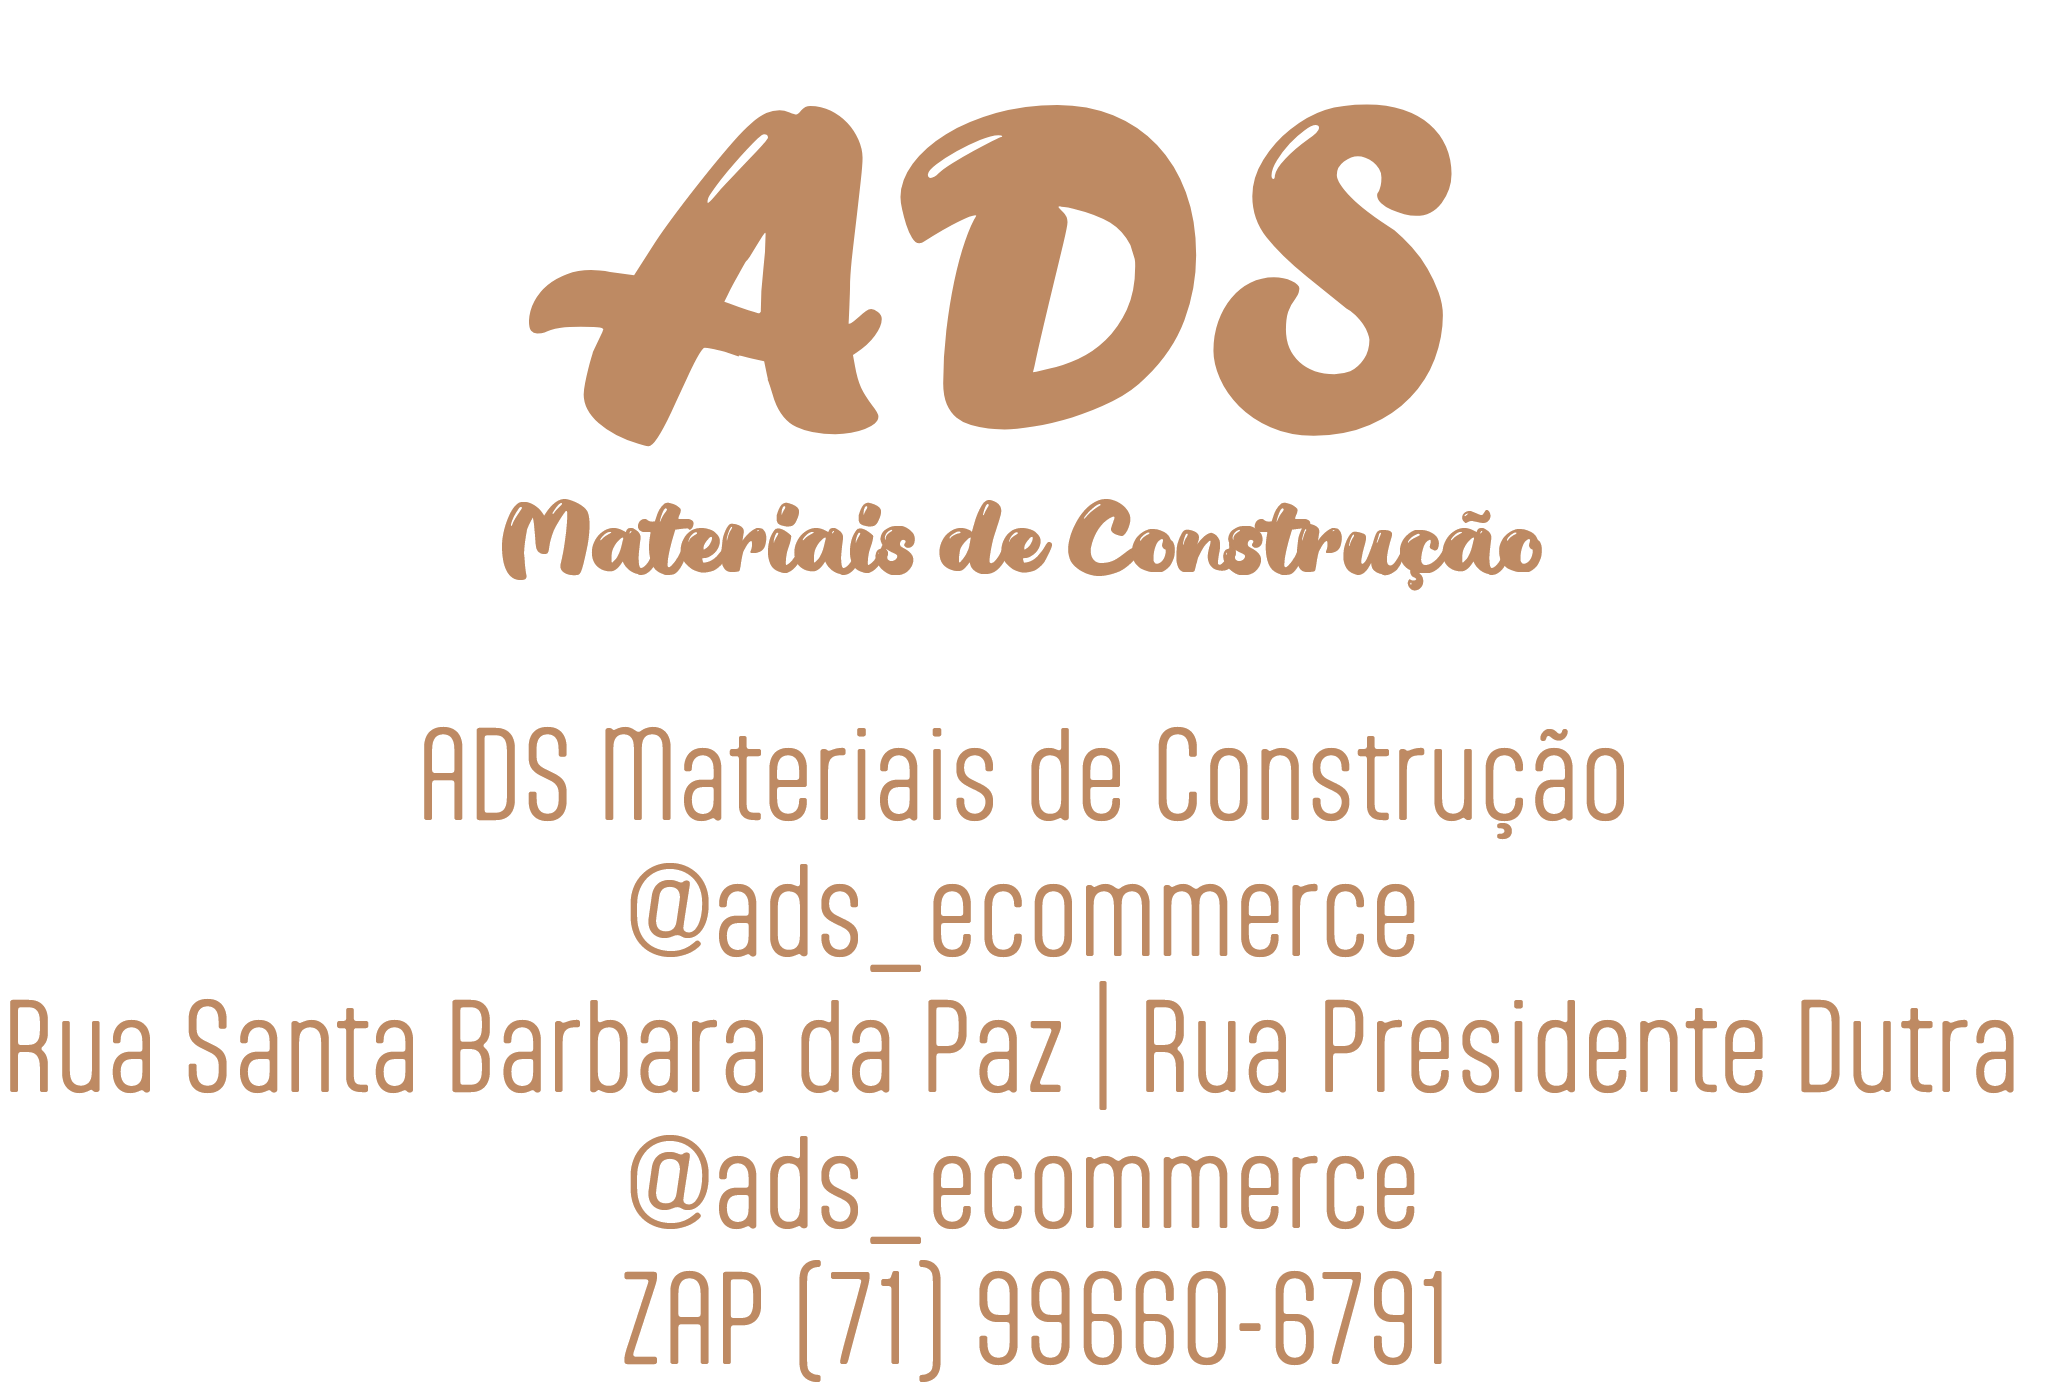 ADS
Materiais de Construção
ADS Materiais de Construção
@ads_ecommerce
Rua Santa Barbara da Paz | Rua Presidente Dutra
@ads_ecommerce
ZAP (71) 99660-6791